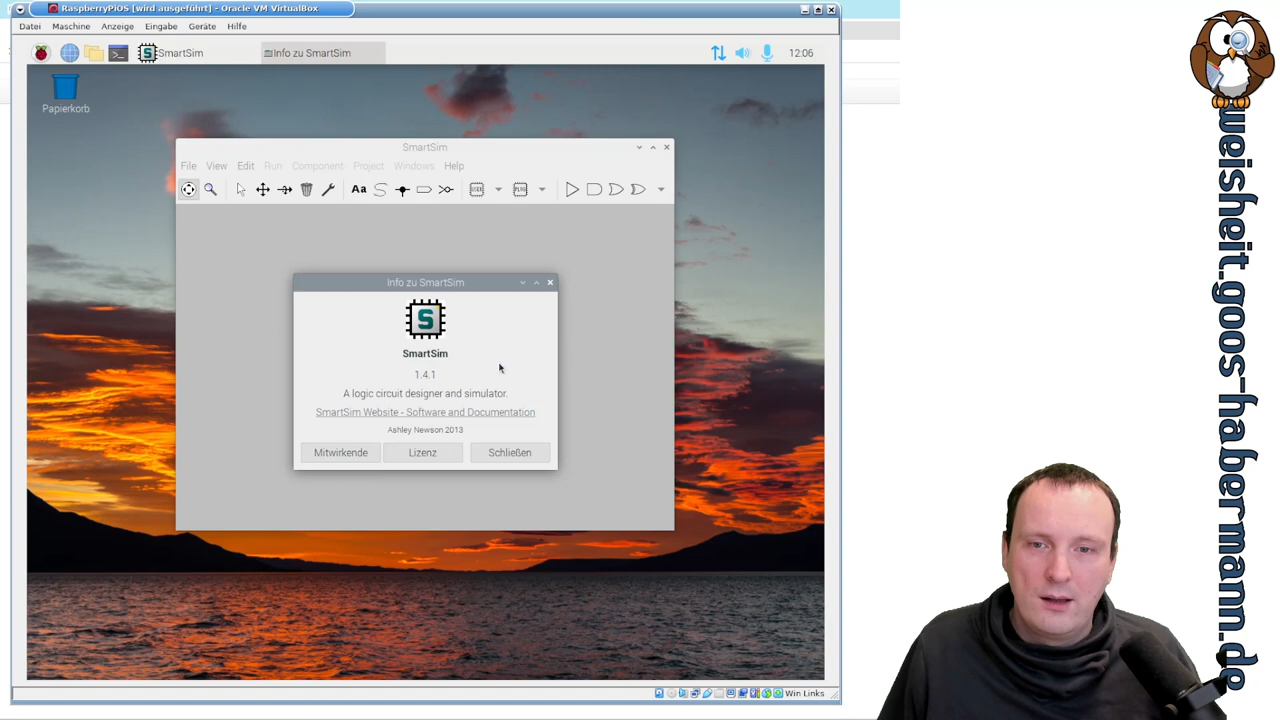 RaspberryPiOS [wird ausgeführt] - Oracle VM VirtualBox
Datei Maschine Anzeige Eingabe Geräte Hilfe
SmartSim Info zu SmartSim 12:06
Papierkorb
SmartSim
File View Edit Run Component Project Windows Help
Aa
Info zu SmartSim
S
SmartSim
1.4.1
A logic circuit designer and simulator.
SmartSim Website - Software and Documentation
Ashley Newson 2013
Mitwirkende Lizenz Schließen
Win Links
weisheit.goos-habermann.de